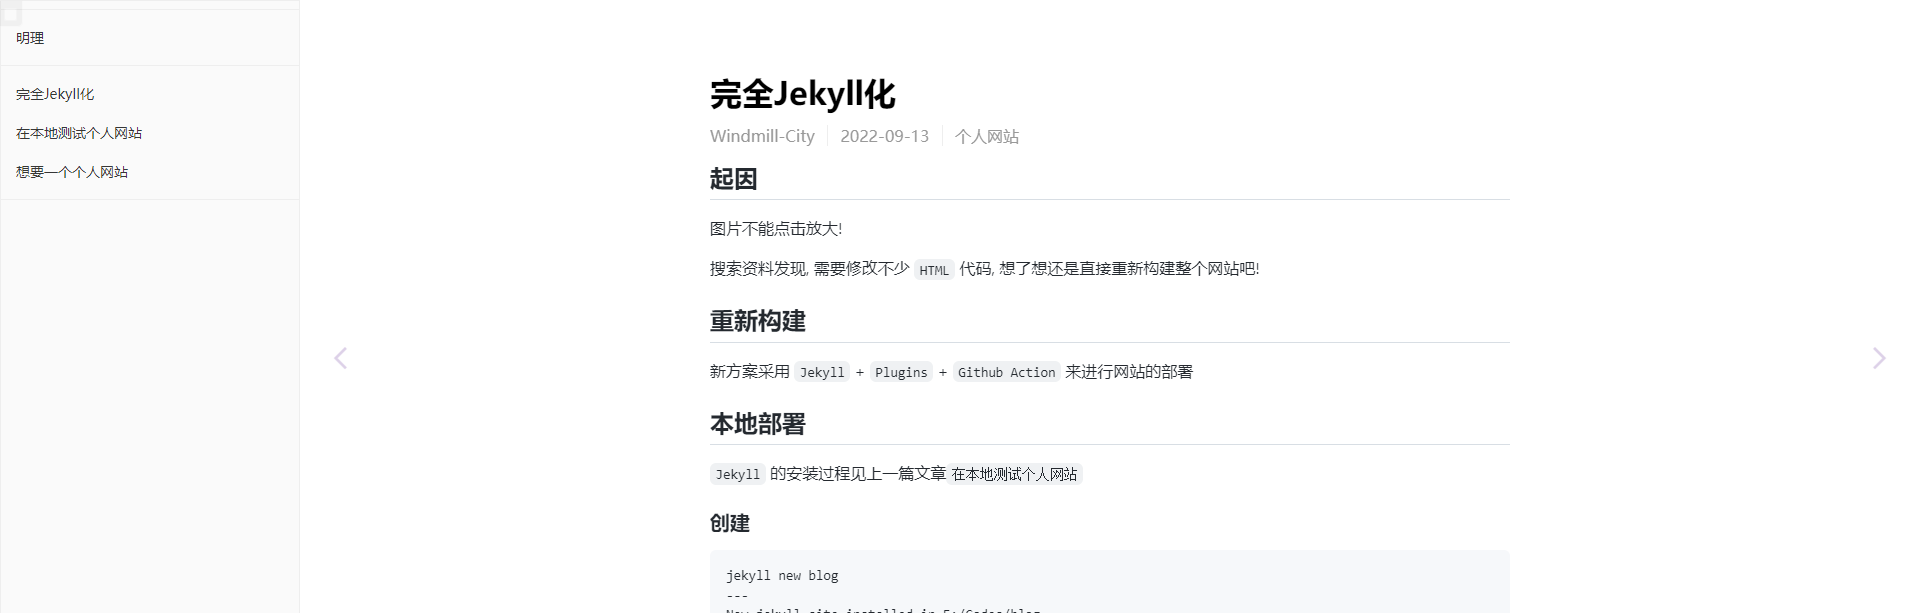 明理
完全Jekyll化
在本地测试个人网站
想要一个个人网站
完全Jekyll化
Windmill-City 2022-09-13 个人网站
起因
图片不能点击放大!
搜索资料发现, 需要修改不少 HTML 代码, 想了想还是直接重新构建整个网站吧!
重新构建
新方案采用 Jekyll + Plugins + Github Action 来进行网站的部署
本地部署
Jekyll 的安装过程见上一篇文章 在本地测试个人网站
创建
jekyll new blog
---
New jekyll site installed in E:/Codes/blog